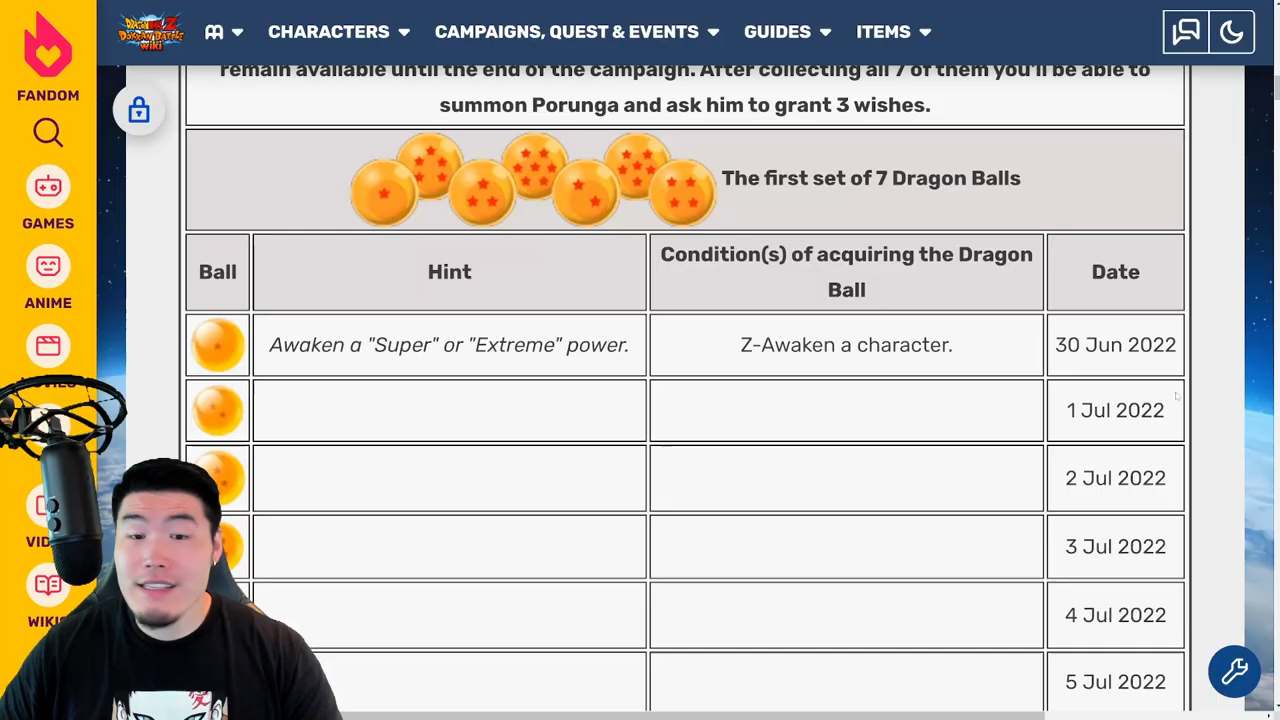 DRAGONBALL Z
DOKKAN BATTLE
WIKI
CHARACTERS
CAMPAIGNS, QUEST & EVENTS
GUIDES
ITEMS
FANDOM
GAMES
ANIME
WIKIS
remain available until the end of the campaign. After collecting all 7 of them you'll be able to
summon Porunga and ask him to grant 3 wishes.
The first set of 7 Dragon Balls
Ball
Hint
Condition(s) of acquiring the Dragon
Ball
Date
Awaken a "Super" or "Extreme" power.
Z-Awaken a character.
30 Jun 2022
1 Jul 2022
2 Jul 2022
3 Jul 2022
4 Jul 2022
5 Jul 2022